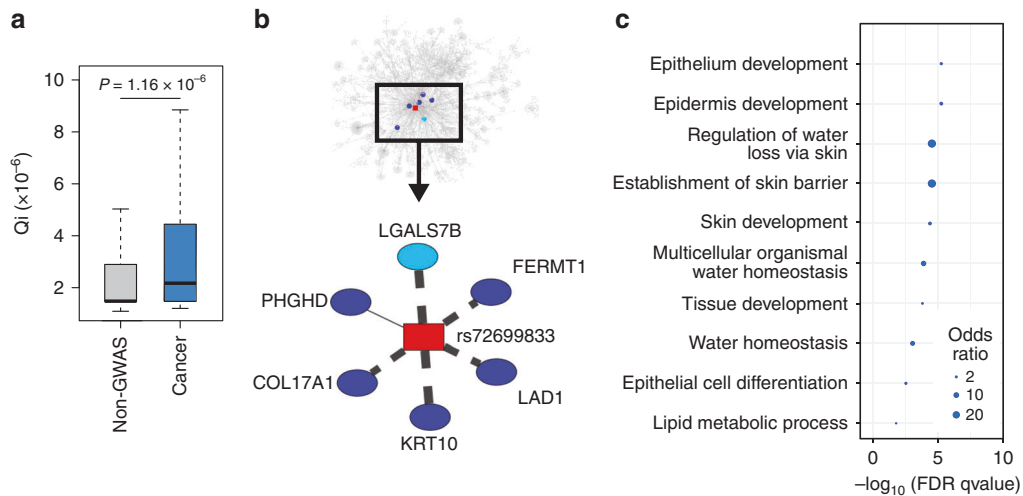 a
P = 1.16 × 10⁻⁶
Qi (×10⁻⁶)
10
8
6
4
2
Non-GWAS
Cancer
b
LGALS7B
FERMT1
PHGHD
rs72699833
COL17A1
LAD1
KRT10
c
Epithelium development
Epidermis development
Regulation of water
loss via skin
Establishment of skin barrier
Skin development
Multicellular organismal
water homeostasis
Tissue development
Water homeostasis
Epithelial cell differentiation
Lipid metabolic process
Odds
ratio
2
10
20
0 5 10
−log₁₀ (FDR qvalue)